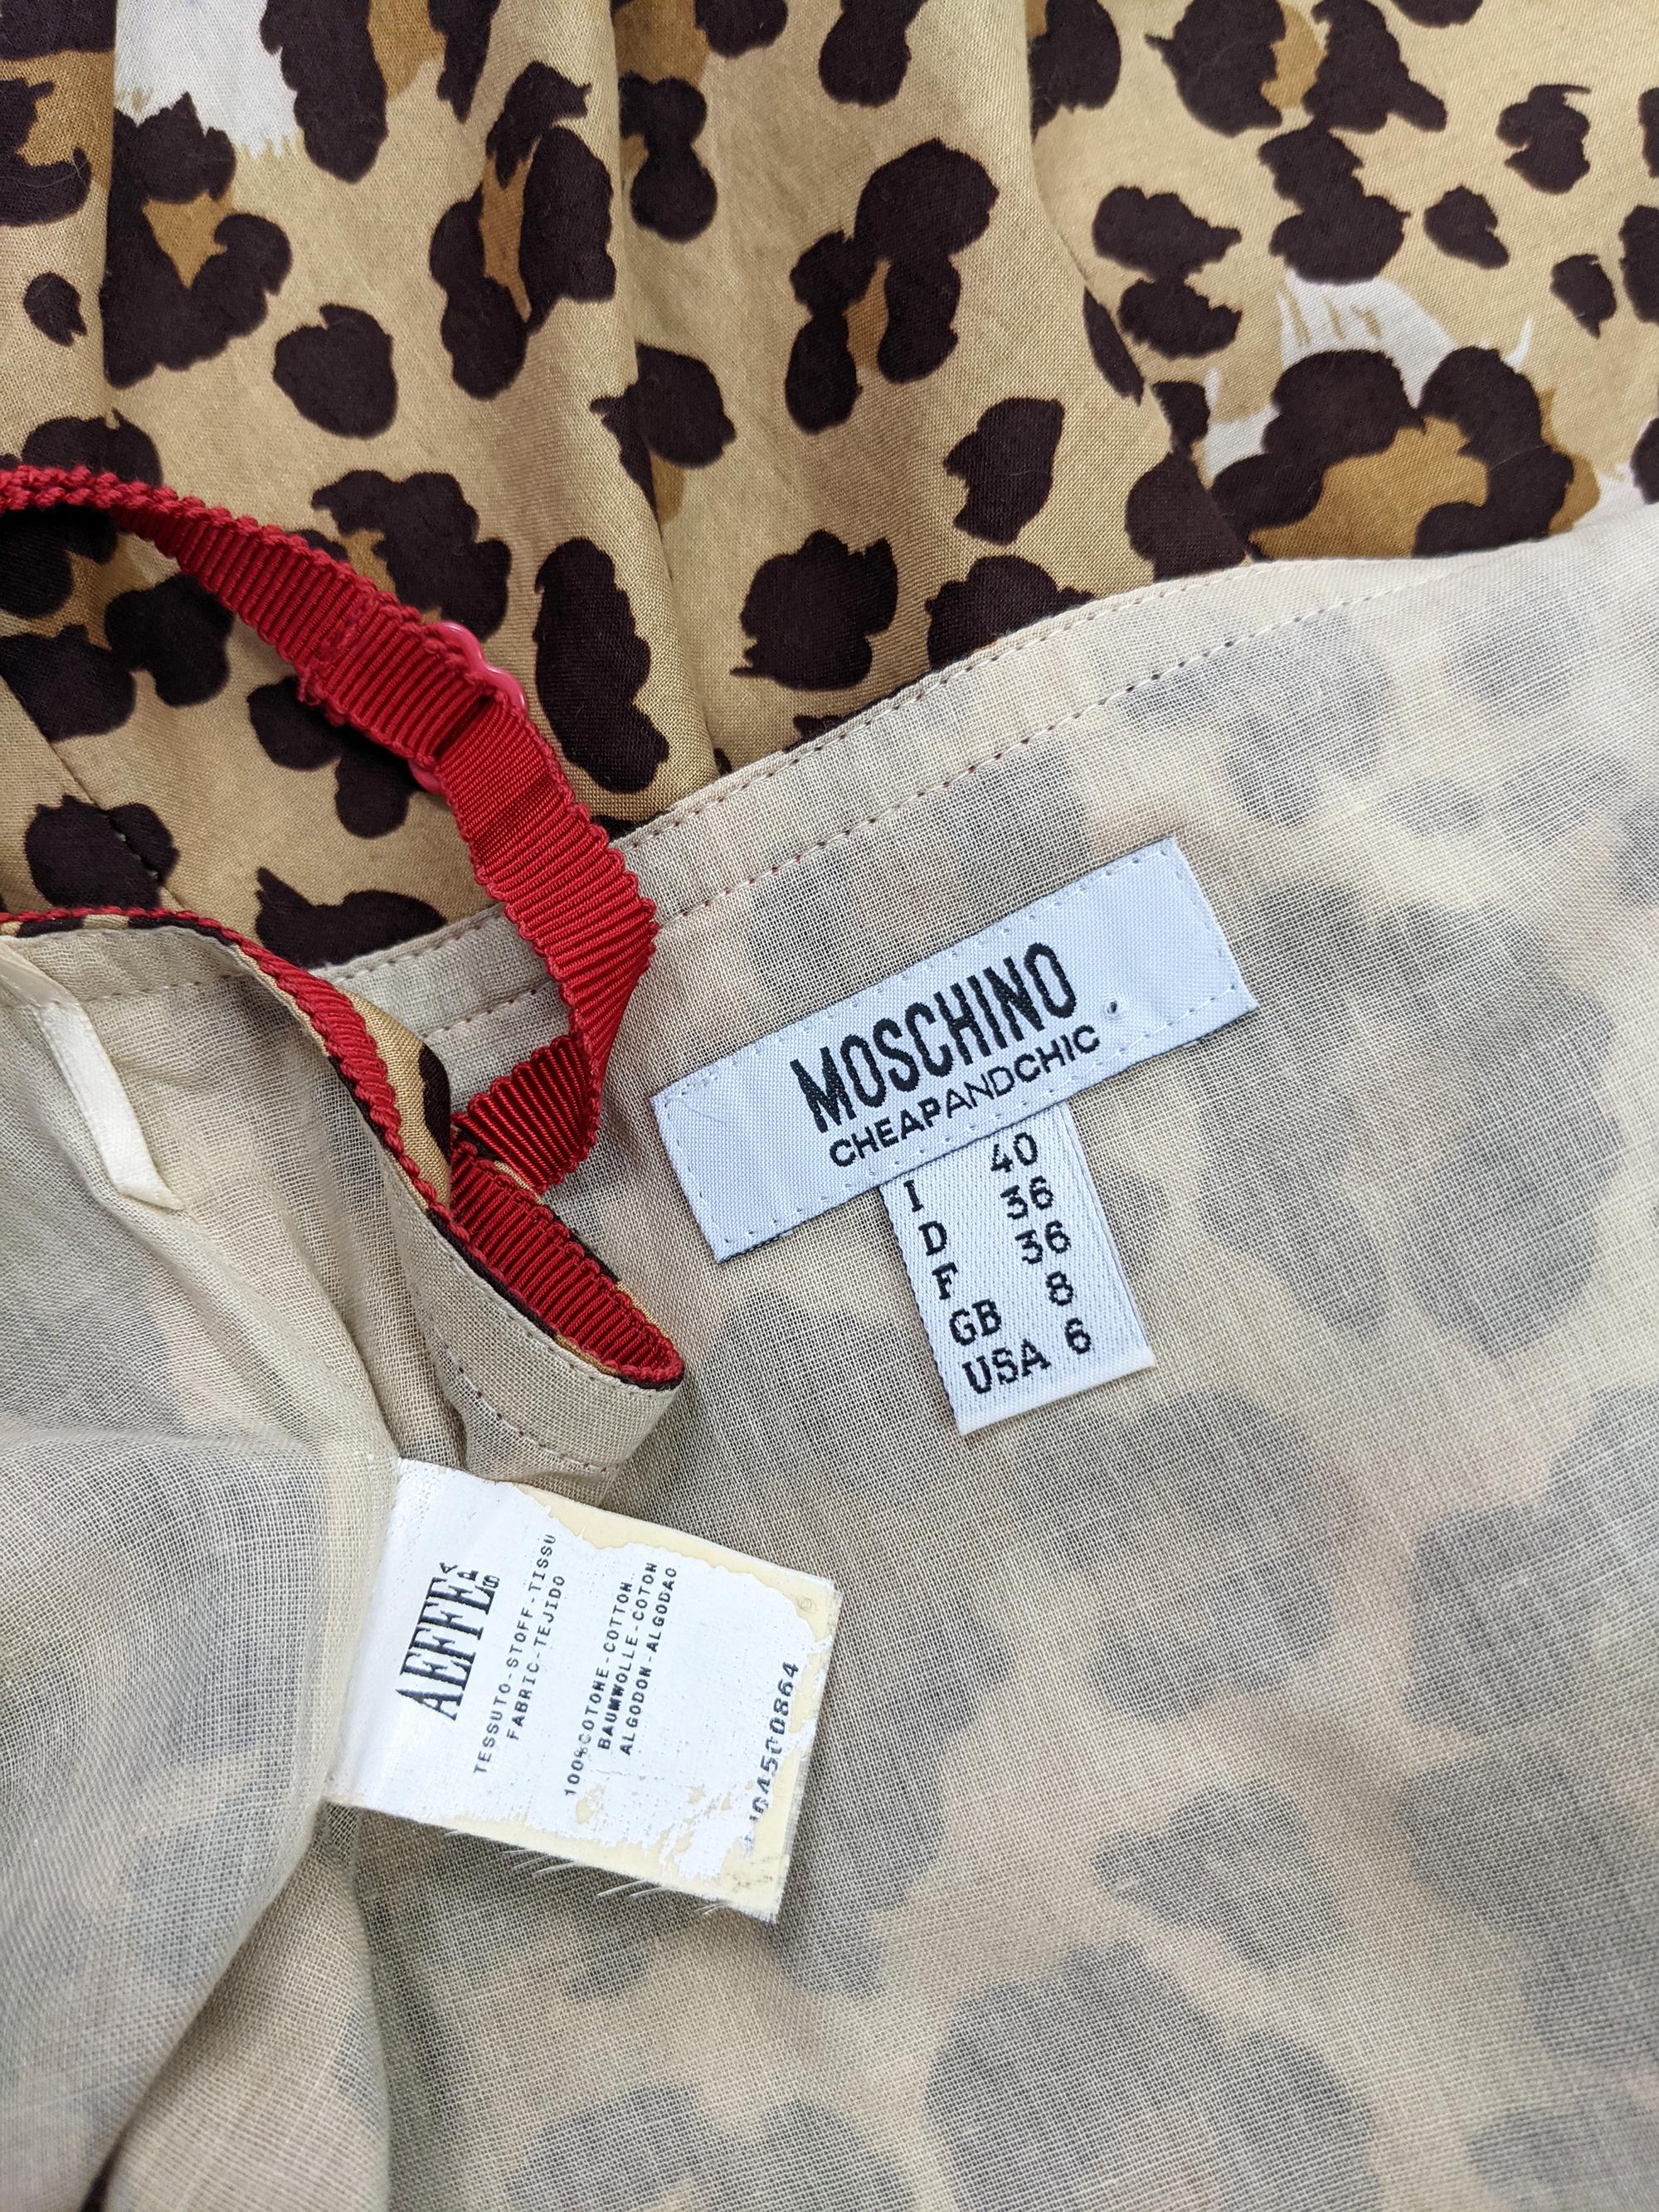 MOSCHINO
CHEAPANDCHIC
I 40
D 36
F 36
GB 8
USA 6
AEFFE SPA
TESSUTO-STOFF-TISSU
FABRIC-TEJIDO
100%COTONE-COTTON
BAUMWOLLE-COTON
ALGODON-ALGODAO